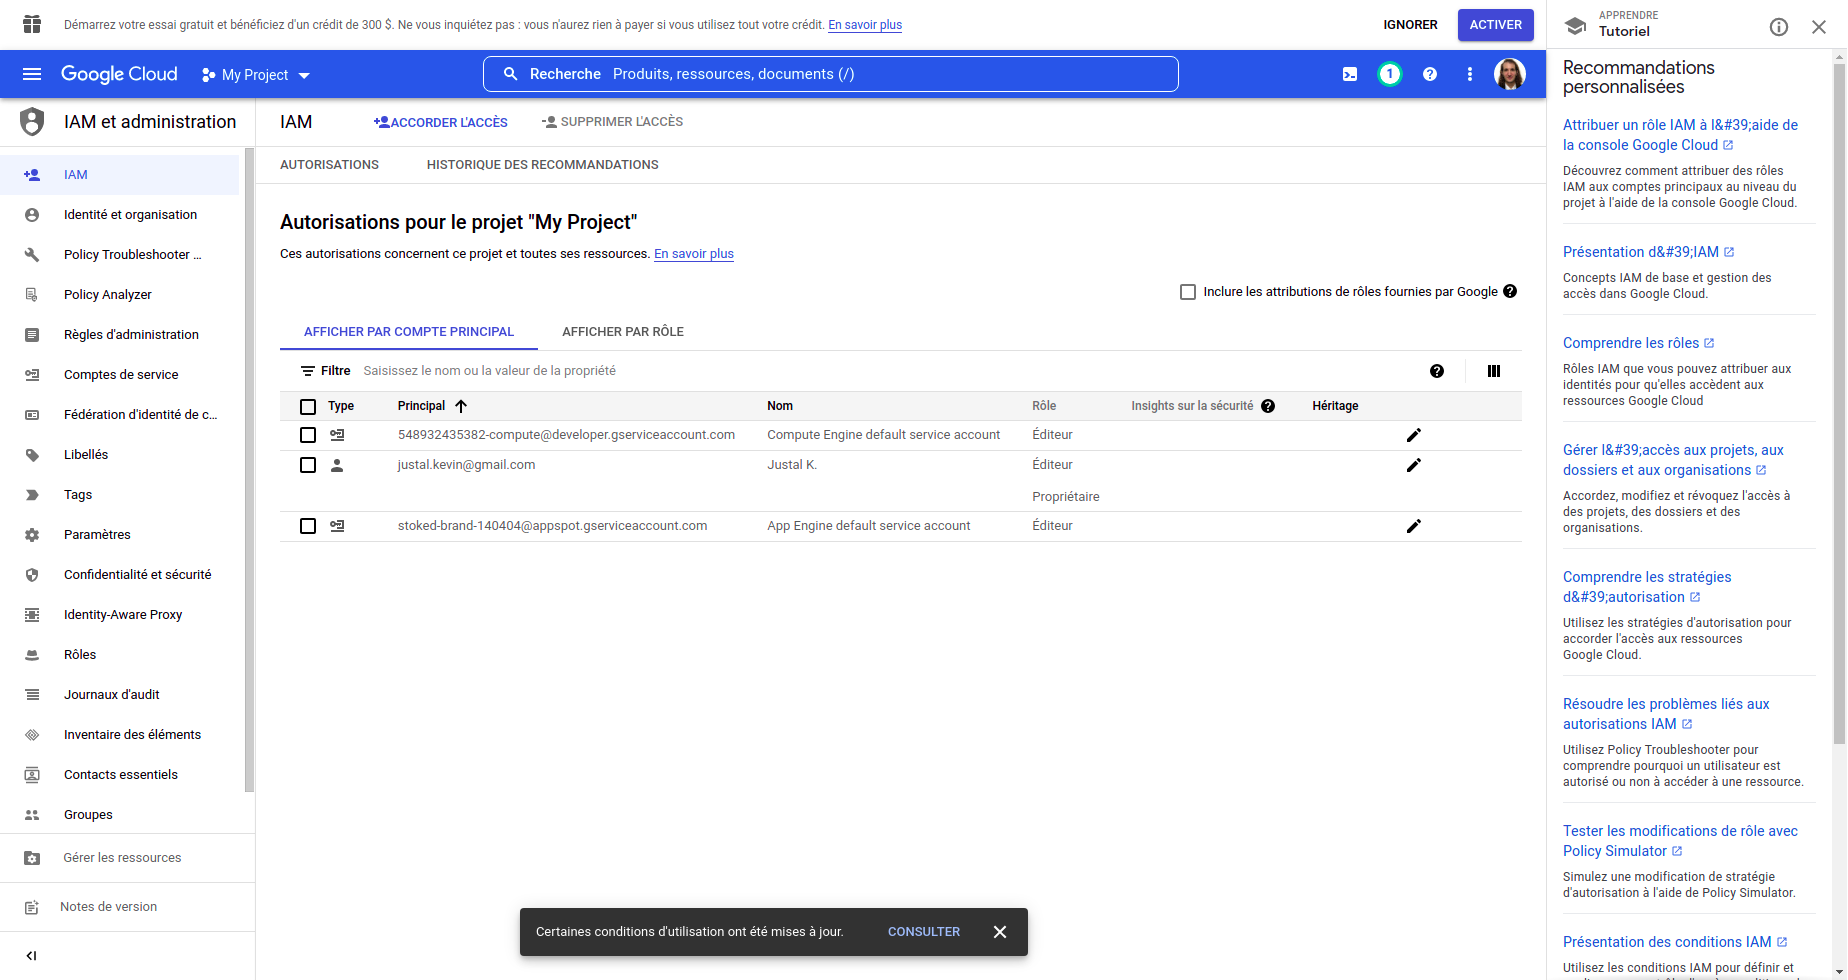 Démarrez votre essai gratuit et bénéficiez d'un crédit de 300 $. Ne vous inquiétez pas : vous n'aurez rien à payer si vous utilisez tout votre crédit. En savoir plus
IGNORER
ACTIVER
Google Cloud
My Project
Recherche Produits, ressources, documents (/)
1
IAM et administration
IAM
Identité et organisation
Policy Troubleshooter ...
Policy Analyzer
Règles d'administration
Comptes de service
Fédération d'identité de c...
Libellés
Tags
Paramètres
Confidentialité et sécurité
Identity-Aware Proxy
Rôles
Journaux d'audit
Inventaire des éléments
Contacts essentiels
Groupes
Gérer les ressources
Notes de version
IAM
ACCORDER L'ACCÈS
SUPPRIMER L'ACCÈS
AUTORISATIONS
HISTORIQUE DES RECOMMANDATIONS
Autorisations pour le projet "My Project"
Ces autorisations concernent ce projet et toutes ses ressources. En savoir plus
Inclure les attributions de rôles fournies par Google
AFFICHER PAR COMPTE PRINCIPAL
AFFICHER PAR RÔLE
Filtre Saisissez le nom ou la valeur de la propriété
Type Principal Nom Rôle Insights sur la sécurité Héritage
548932435382-compute@developer.gserviceaccount.com Compute Engine default service account Éditeur
justal.kevin@gmail.com Justal K. Éditeur
Propriétaire
stoked-brand-140404@appspot.gserviceaccount.com App Engine default service account Éditeur
Certaines conditions d'utilisation ont été mises à jour. CONSULTER
APPRENDRE
Tutoriel
Recommandations
personnalisées
Attribuer un rôle IAM à l&#39;aide de
la console Google Cloud
Découvrez comment attribuer des rôles
IAM aux comptes principaux au niveau du
projet à l'aide de la console Google Cloud.
Présentation d&#39;IAM
Concepts IAM de base et gestion des
accès dans Google Cloud.
Comprendre les rôles
Rôles IAM que vous pouvez attribuer aux
identités pour qu'elles accèdent aux
ressources Google Cloud
Gérer l&#39;accès aux projets, aux
dossiers et aux organisations
Accordez, modifiez et révoquez l'accès à
des projets, des dossiers et des
organisations.
Comprendre les stratégies
d&#39;autorisation
Utilisez les stratégies d'autorisation pour
accorder l'accès aux ressources
Google Cloud.
Résoudre les problèmes liés aux
autorisations IAM
Utilisez Policy Troubleshooter pour
comprendre pourquoi un utilisateur est
autorisé ou non à accéder à une ressource.
Tester les modifications de rôle avec
Policy Simulator
Simulez une modification de stratégie
d'autorisation à l'aide de Policy Simulator.
Présentation des conditions IAM
Utilisez les conditions IAM pour définir et